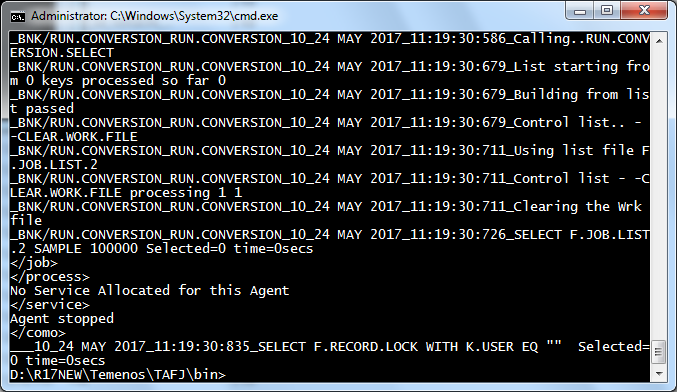 Administrator: C:\Windows\System32\cmd.exe
_BNK/RUN.CONVERSION_RUN.CONVERSION_10_24 MAY 2017_11:19:30:586_Calling..RUN.CONV
ERSION.SELECT
_BNK/RUN.CONVERSION_RUN.CONVERSION_10_24 MAY 2017_11:19:30:679_List starting fro
m 0 keys processed so far 0
_BNK/RUN.CONVERSION_RUN.CONVERSION_10_24 MAY 2017_11:19:30:679_Building from lis
t passed
_BNK/RUN.CONVERSION_RUN.CONVERSION_10_24 MAY 2017_11:19:30:679_Control list.. - 
-CLEAR.WORK.FILE
_BNK/RUN.CONVERSION_RUN.CONVERSION_10_24 MAY 2017_11:19:30:711_Using list file F
.JOB.LIST.2
_BNK/RUN.CONVERSION_RUN.CONVERSION_10_24 MAY 2017_11:19:30:711_Control list - -C
LEAR.WORK.FILE processing 1 1
_BNK/RUN.CONVERSION_RUN.CONVERSION_10_24 MAY 2017_11:19:30:711_Clearing the Wrk 
file
_BNK/RUN.CONVERSION_RUN.CONVERSION_10_24 MAY 2017_11:19:30:726_SELECT F.JOB.LIST
.2 SAMPLE 100000 Selected=0 time=0secs
</job>
</process>
No Service Allocated for this Agent
</service>
Agent stopped
</como>
___10_24 MAY 2017_11:19:30:835_SELECT F.RECORD.LOCK WITH K.USER EQ ""  Selected=
0 time=0secs
D:\R17NEW\Temenos\TAFJ\bin>